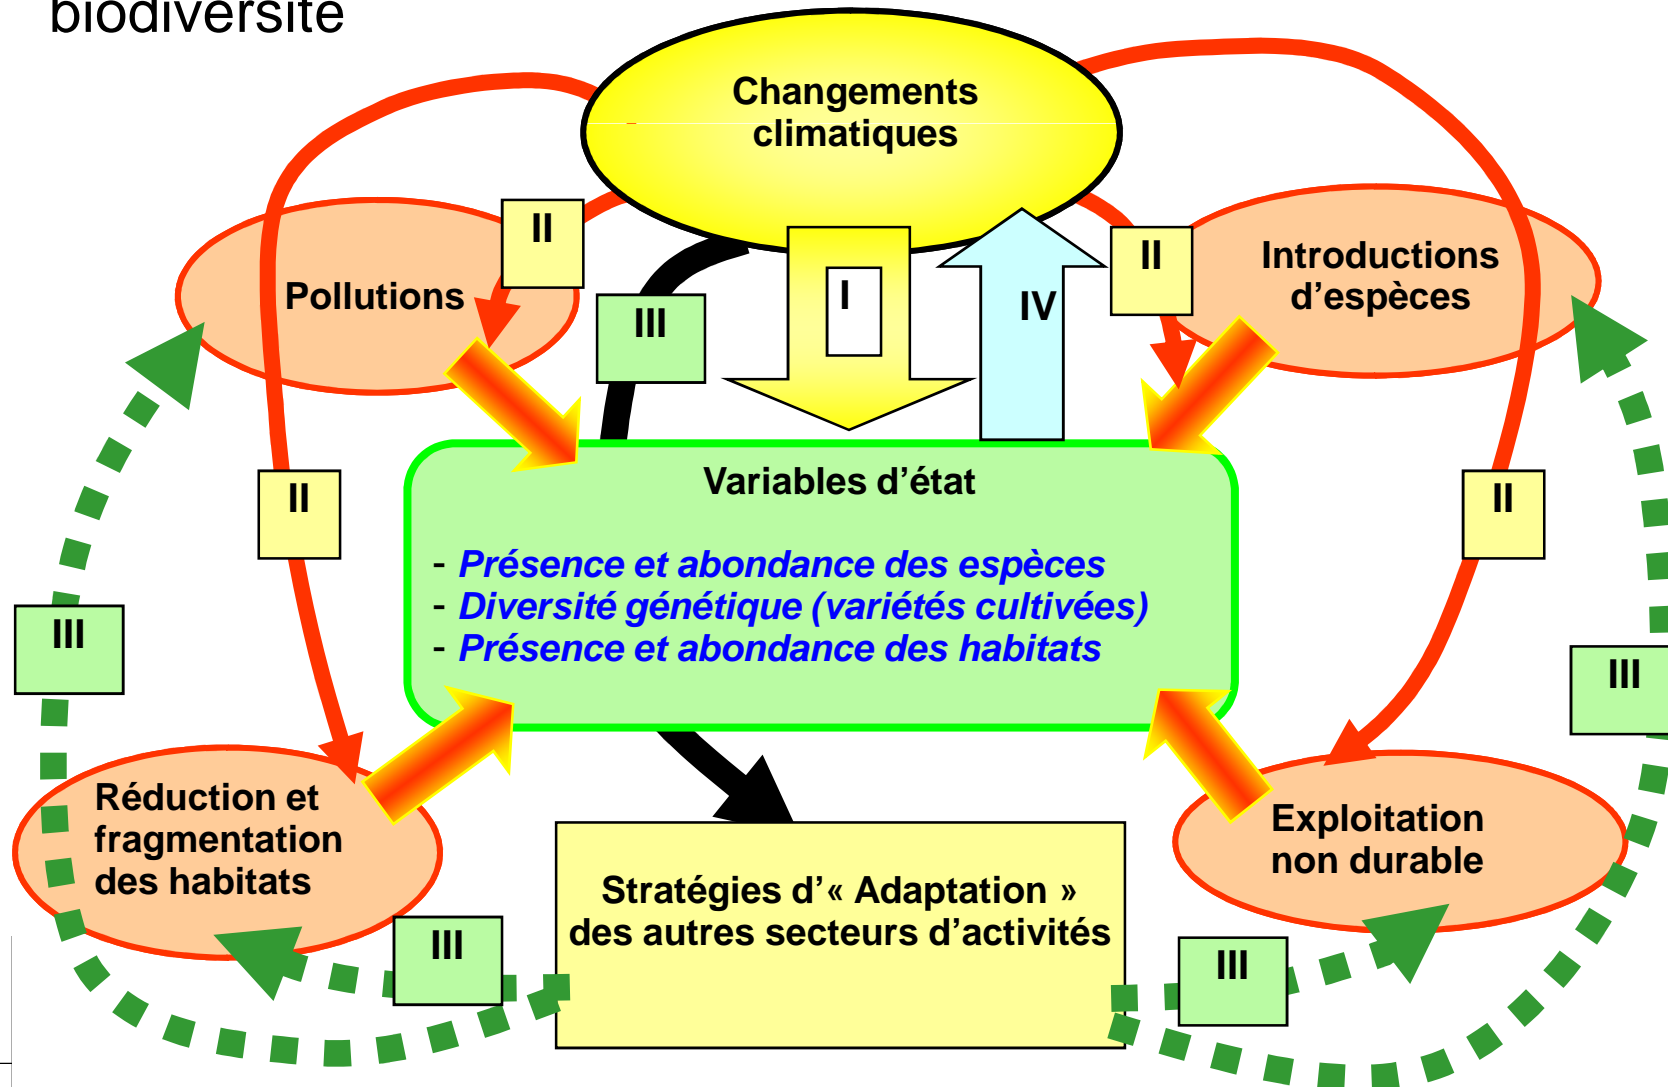 biodiversité
Changements
climatiques
II
II
Introductions
d’espèces
Pollutions
III
I
IV
Variables d’état
II
II
- Présence et abondance des espèces
- Diversité génétique (variétés cultivées)
- Présence et abondance des habitats
III
III
Réduction et
fragmentation
des habitats
Exploitation
non durable
Stratégies d’« Adaptation »
des autres secteurs d’activités
III
III